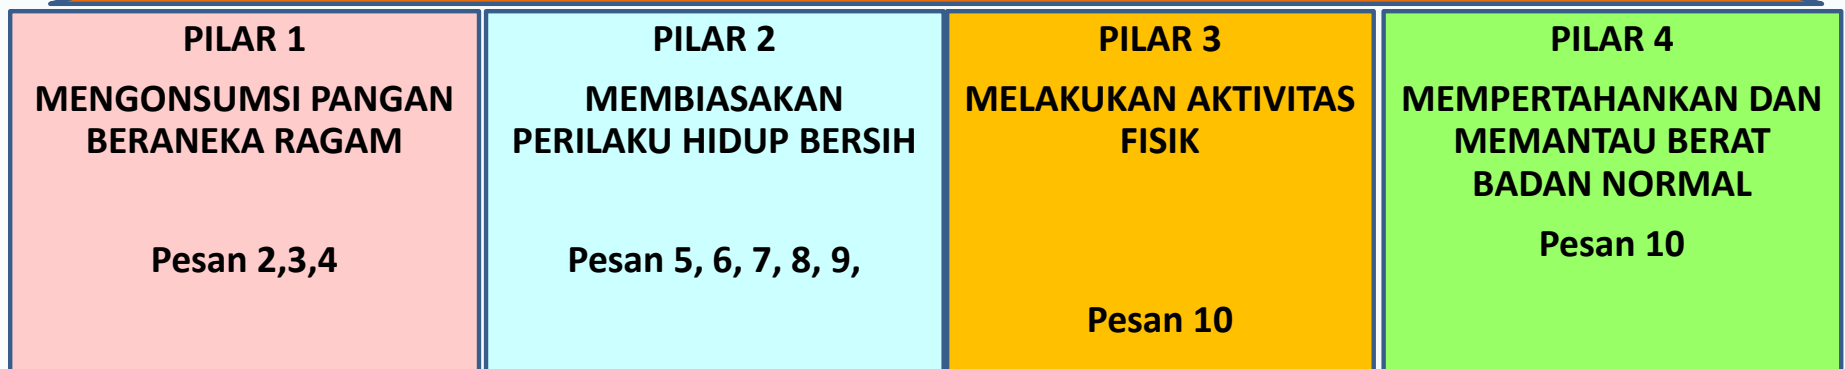 PILAR 1
MENGONSUMSI PANGAN
BERANEKA RAGAM
Pesan 2,3,4
PILAR 2
MEMBIASAKAN
PERILAKU HIDUP BERSIH
Pesan 5, 6, 7, 8, 9,
PILAR 3
MELAKUKAN AKTIVITAS
FISIK
Pesan 10
PILAR 4
MEMPERTAHANKAN DAN
MEMANTAU BERAT
BADAN NORMAL
Pesan 10